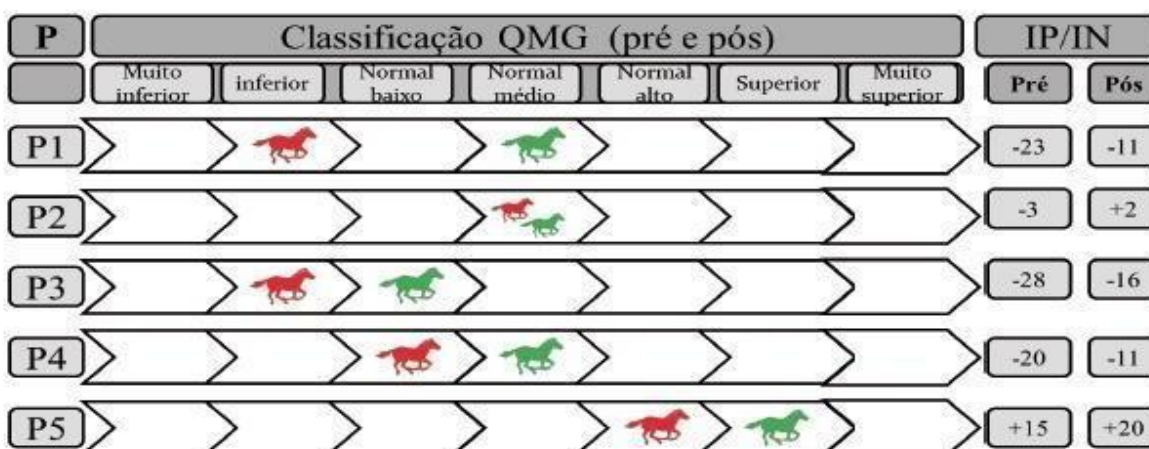 P Classificação QMG (pré e pós) IP/IN
Muito inferior inferior Normal baixo Normal médio Normal alto Superior Muito superior Pré Pós
P1 -23 -11
P2 -3 +2
P3 -28 -16
P4 -20 -11
P5 +15 +20